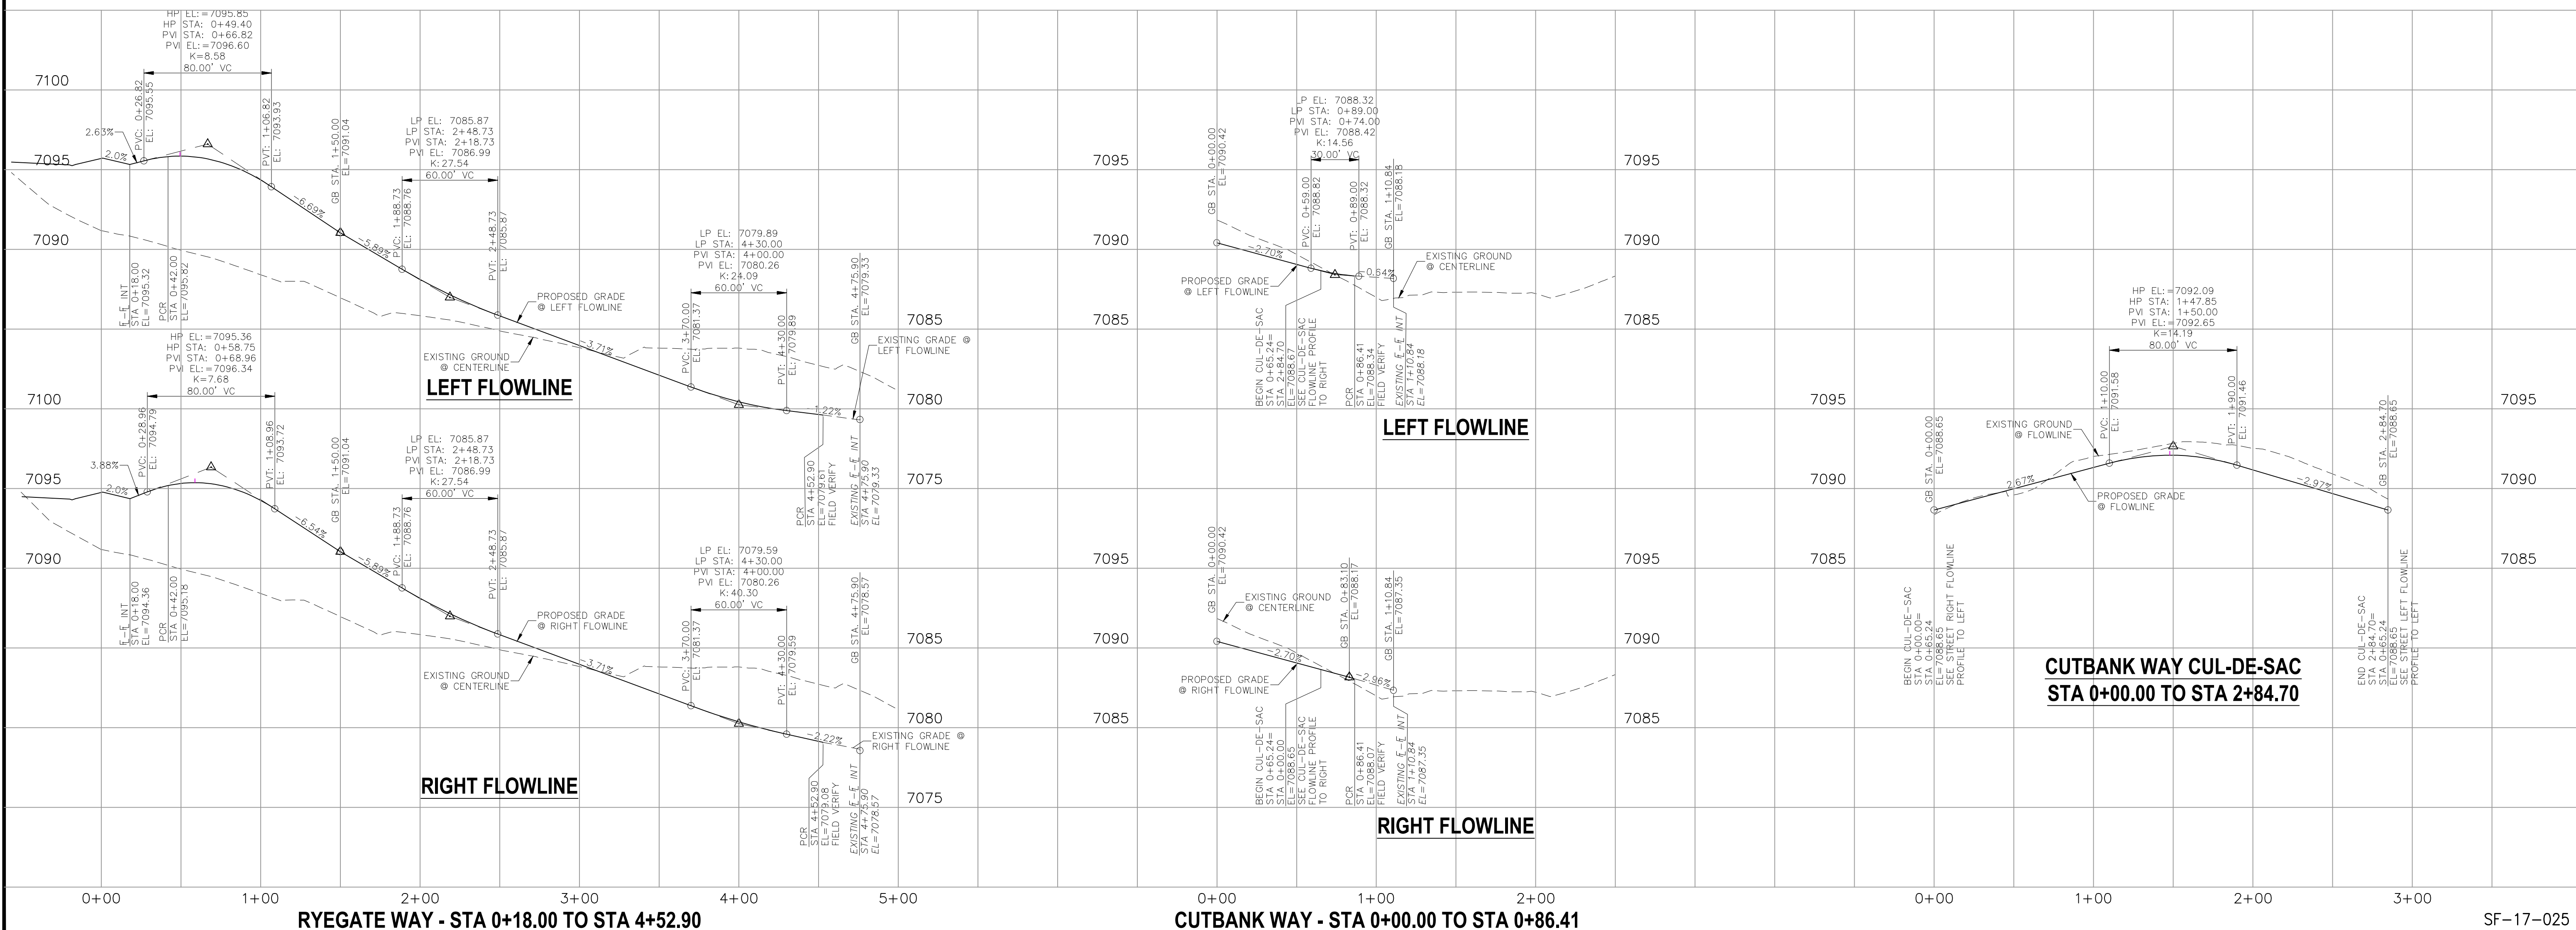 HP EL:=7095.85
HP STA: 0+49.40
PVI STA: 0+66.82
PVI EL:=7096.60
K=8.58
80.00' VC
7100
7095
7090
2.63%
2.0%
PVC: 0+26.82
EL: 7095.55
PVT: 1+06.82
EL: 7093.93
-6.69%
GB STA. 1+50.00
EL=7091.04
-5.89%
LP EL: 7085.87
LP STA: 2+48.73
PVI STA: 2+18.73
PVI EL: 7086.99
K:27.54
60.00' VC
PVC: 1+88.73
EL: 7088.76
PVT: 2+48.73
EL: 7085.87
PROPOSED GRADE
@ LEFT FLOWLINE
EXISTING GROUND
@ CENTERLINE
-3.71%
LP EL: 7079.89
LP STA: 4+30.00
PVI STA: 4+00.00
PVI EL: 7080.26
K:24.09
60.00' VC
PVC: 3+70.00
EL: 7081.37
PVT: 4+30.00
EL: 7079.89
GB STA. 4+75.90
EL=7079.33
EXISTING GRADE @
LEFT FLOWLINE
-1.22%
7085
7080
7075
℄-℄ INT
STA 0+18.00
EL=7095.32
PCR
STA 0+42.00
EL=7095.82
PCR
STA 4+52.90
EL=7079.61
FIELD VERIFY
EXISTING ℄-℄ INT
STA 4+75.90
EL=7079.33
LEFT FLOWLINE
HP EL:=7095.36
HP STA: 0+58.75
PVI STA: 0+68.96
PVI EL:=7096.34
K=7.68
80.00' VC
7100
7095
7090
3.88%
2.0%
PVC: 0+28.96
EL: 7094.79
PVT: 1+08.96
EL: 7093.72
-6.54%
GB STA. 1+50.00
EL=7091.04
-5.89%
LP EL: 7085.87
LP STA: 2+48.73
PVI STA: 2+18.73
PVI EL: 7086.99
K:27.54
60.00' VC
PVC: 1+88.73
EL: 7088.76
PVT: 2+48.73
EL: 7085.87
PROPOSED GRADE
@ RIGHT FLOWLINE
EXISTING GROUND
@ CENTERLINE
-3.71%
LP EL: 7079.59
LP STA: 4+30.00
PVI STA: 4+00.00
PVI EL: 7080.26
K: 40.30
60.00' VC
PVC: 3+70.00
EL: 7081.37
PVT: 4+30.00
EL: 7079.59
GB STA. 4+75.90
EL=7078.57
EXISTING GRADE @
RIGHT FLOWLINE
-2.22%
7085
7080
7075
℄-℄ INT
STA 0+18.00
EL=7094.36
PCR
STA 0+42.00
EL=7095.18
PCR
STA 4+52.90
EL=7079.08
FIELD VERIFY
EXISTING ℄-℄ INT
STA 4+75.90
EL=7078.57
RIGHT FLOWLINE
0+00 1+00 2+00 3+00 4+00 5+00
RYEGATE WAY - STA 0+18.00 TO STA 4+52.90
LP EL: 7088.32
LP STA: 0+89.00
PVI STA: 0+74.00
PVI EL: 7088.42
K:14.56
30.00' VC
7095
7090
7085
7095
7090
7085
GB STA. 0+00.00
EL=7090.42
-2.70%
PVC: 0+59.00
EL: 7088.82
PVT: 0+89.00
EL: 7088.32
-0.64%
GB STA. 1+10.84
EL=7088.18
EXISTING GROUND
@ CENTERLINE
PROPOSED GRADE
@ LEFT FLOWLINE
BEGIN CUL-DE-SAC
STA 0+65.24=
STA 2+84.70
EL=7088.67
SEE CUL-DE-SAC
FLOWLINE PROFILE
TO RIGHT
PCR
STA 0+86.41
EL=7088.34
FIELD VERIFY
EXISTING ℄-℄ INT
STA 1+10.84
EL=7088.18
LEFT FLOWLINE
7095
7090
7085
7095
7090
7085
GB STA. 0+00.00
EL=7090.42
EXISTING GROUND
@ CENTERLINE
-2.70%
GB STA. 0+83.10
EL=7088.17
-2.96%
GB STA. 1+10.84
EL=7087.35
PROPOSED GRADE
@ RIGHT FLOWLINE
BEGIN CUL-DE-SAC
STA 0+65.24=
STA 0+00.00
EL=7088.65
SEE CUL-DE-SAC
FLOWLINE PROFILE
TO RIGHT
PCR
STA 0+86.41
EL=7088.07
FIELD VERIFY
EXISTING ℄-℄ INT
STA 1+10.84
EL=7087.35
RIGHT FLOWLINE
0+00 1+00 2+00
CUTBANK WAY - STA 0+00.00 TO STA 0+86.41
HP EL:=7092.09
HP STA: 1+47.85
PVI STA: 1+50.00
PVI EL:=7092.65
K=14.19
80.00' VC
7095
7090
7085
7095
7090
7085
GB STA. 0+00.00
EL=7088.65
2.67%
EXISTING GROUND
@ FLOWLINE
PVC: 1+10.00
EL: 7091.58
PVT: 1+90.00
EL: 7091.46
-2.97%
GB STA. 2+84.70
EL=7088.65
PROPOSED GRADE
@ FLOWLINE
BEGIN CUL-DE-SAC
STA 0+00.00=
STA 0+65.24
EL=7088.65
SEE STREET RIGHT FLOWLINE
PROFILE TO LEFT
END CUL-DE-SAC
STA 2+84.70=
STA 0+65.24
EL=7088.65
SEE STREET LEFT FLOWLINE
PROFILE TO LEFT
CUTBANK WAY CUL-DE-SAC
STA 0+00.00 TO STA 2+84.70
0+00 1+00 2+00 3+00
SF-17-025